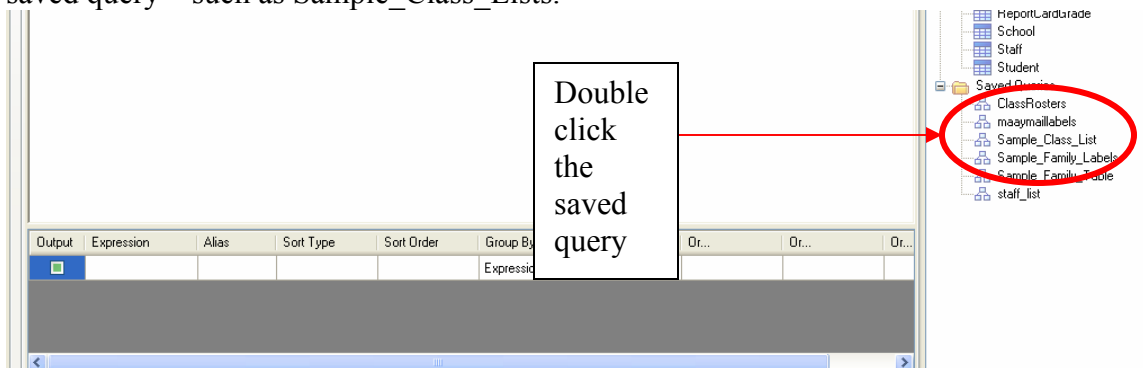 saved query – such as Sample_Class_Lists.
ReportCardGrade
School
Staff
Student
Saved Queries
ClassRosters
maaymaillabels
Sample_Class_List
Sample_Family_Labels
Sample_Family_Table
staff_list
Double
click
the
saved
query
Output Expression Alias Sort Type Sort Order Group By Or... Or... Or...
Expression